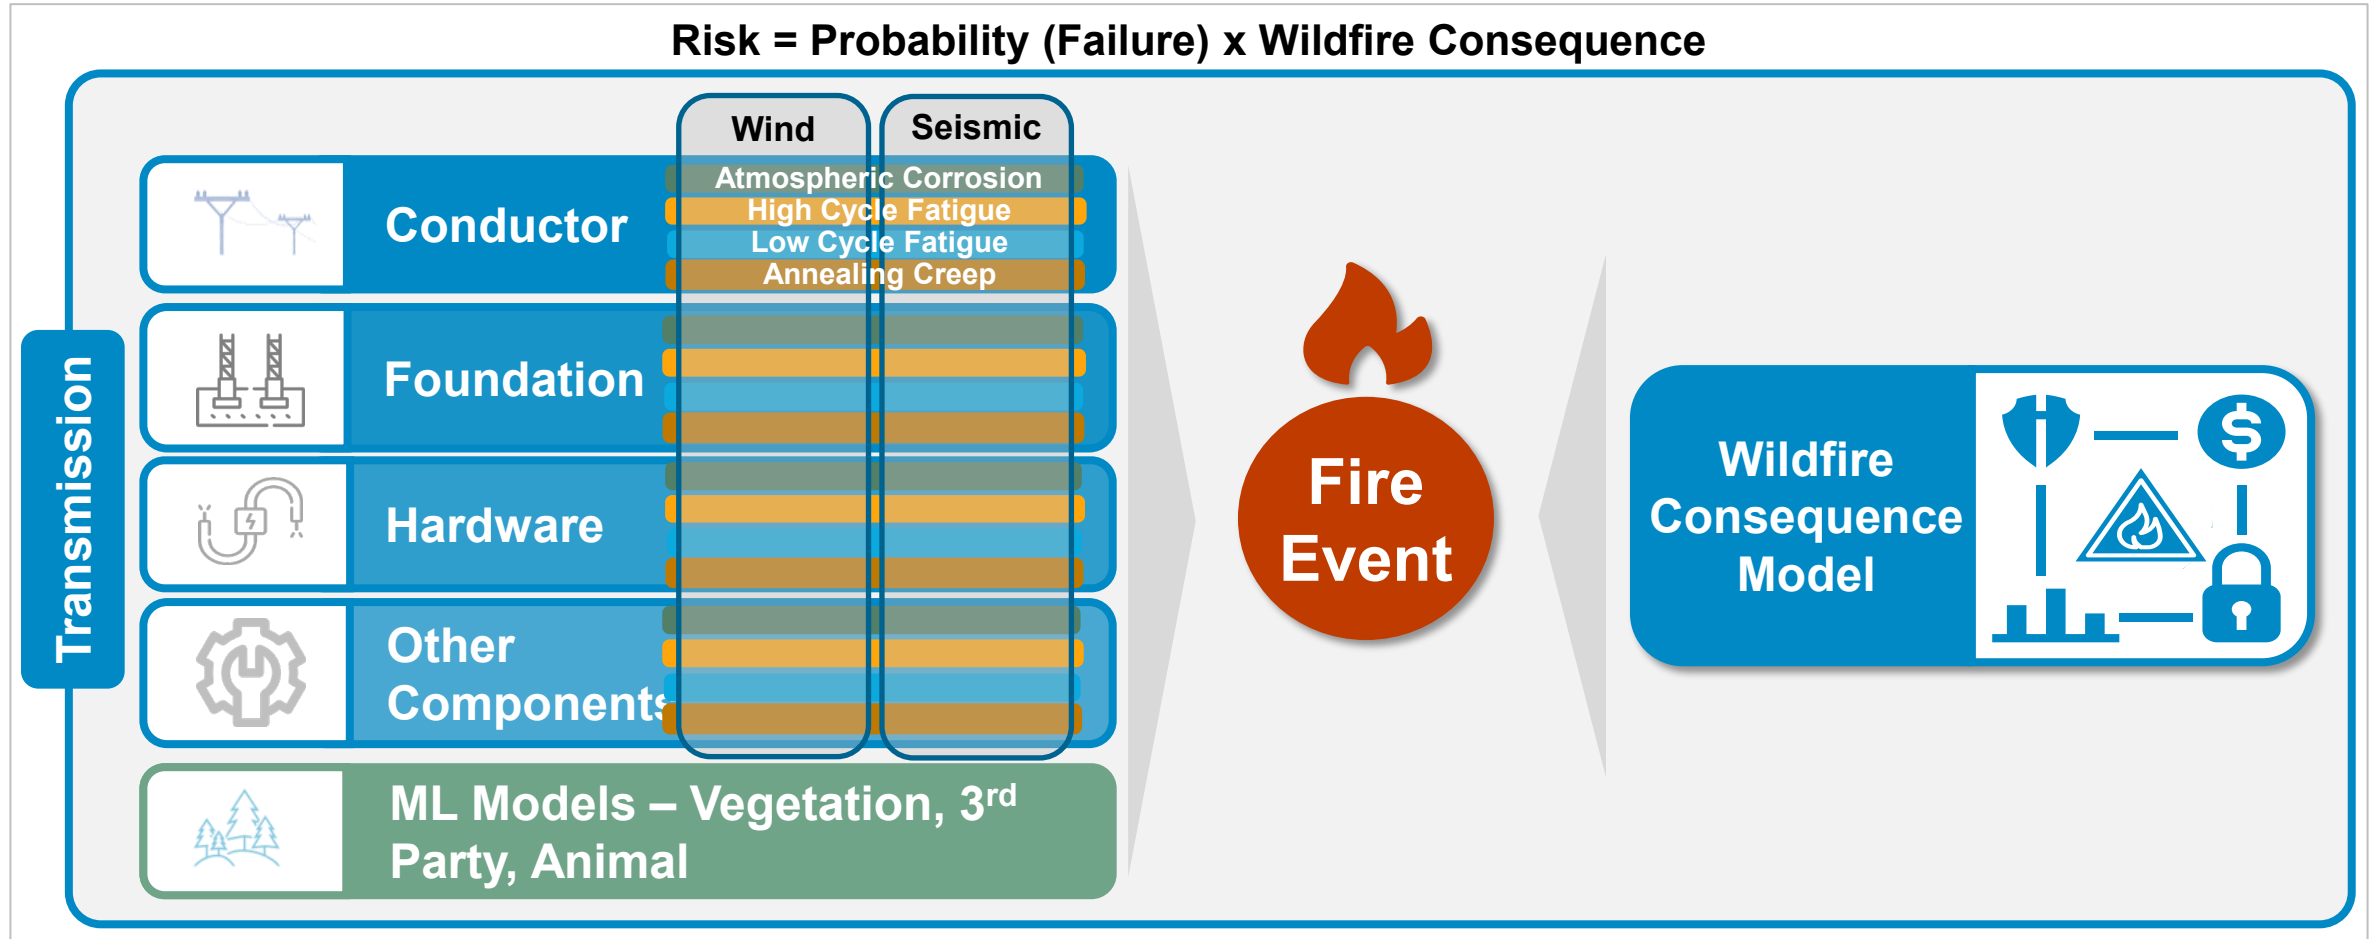 Risk = Probability (Failure) x Wildfire Consequence
Wind
Seismic
Transmission
Conductor
Atmospheric Corrosion
High Cycle Fatigue
Low Cycle Fatigue
Annealing Creep
Foundation
Hardware
Other
Components
ML Models – Vegetation, 3rd
Party, Animal
Fire
Event
Wildfire
Consequence
Model
$